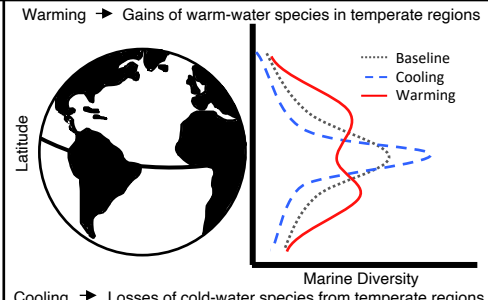 Warming → Gains of warm-water species in temperate regions
Baseline
Cooling
Warming
Latitude
Marine Diversity
Cooling → Losses of cold-water species from temperate regions